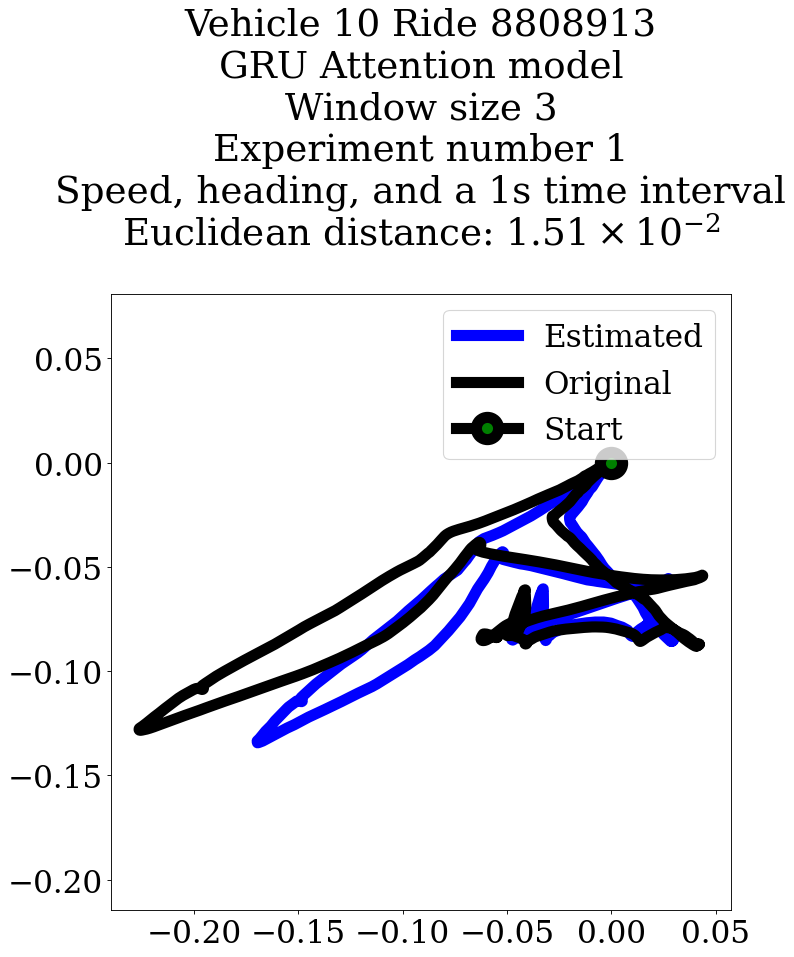 Vehicle 10 Ride 8808913
GRU Attention model
Window size 3
Experiment number 1
Speed, heading, and a 1s time interval
Euclidean distance: 1.51 × 10⁻²
Estimated
Original
Start
0.05
0.00
−0.05
−0.10
−0.15
−0.20
−0.20 −0.15 −0.10 −0.05 0.00 0.05